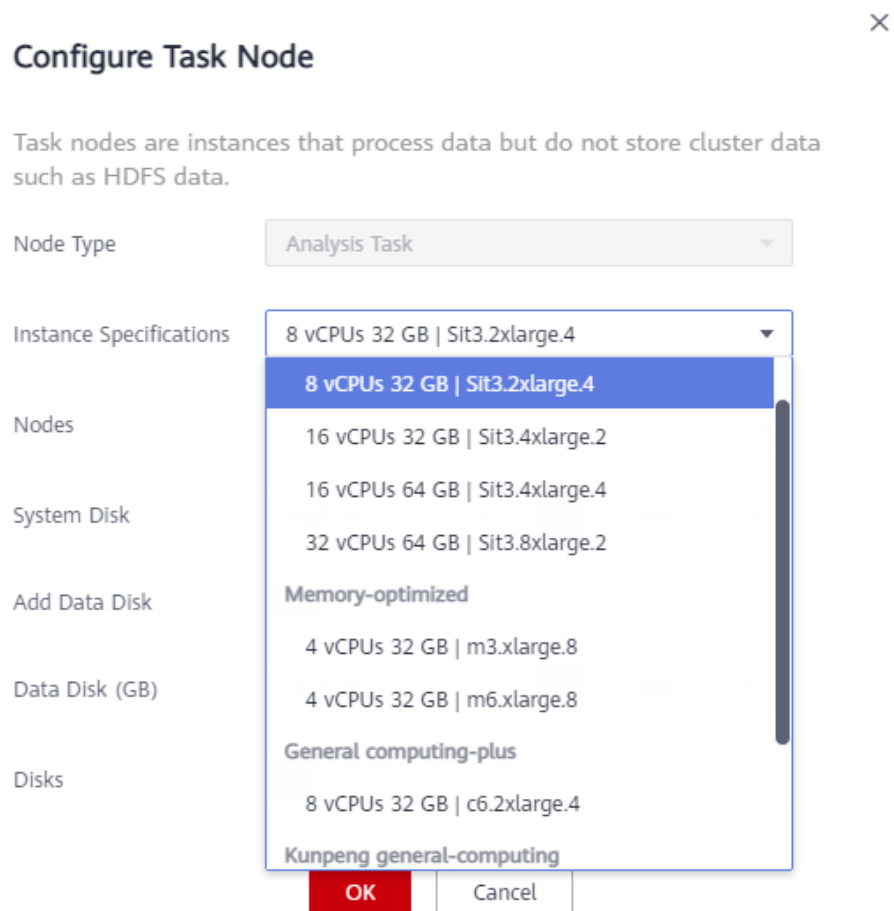 Configure Task Node
Task nodes are instances that process data but do not store cluster data
such as HDFS data.
Node Type
Analysis Task
Instance Specifications
8 vCPUs 32 GB | Sit3.2xlarge.4
8 vCPUs 32 GB | Sit3.2xlarge.4
Nodes
16 vCPUs 32 GB | Sit3.4xlarge.2
16 vCPUs 64 GB | Sit3.4xlarge.4
System Disk
32 vCPUs 64 GB | Sit3.8xlarge.2
Memory-optimized
Add Data Disk
4 vCPUs 32 GB | m3.xlarge.8
Data Disk (GB)
4 vCPUs 32 GB | m6.xlarge.8
General computing-plus
Disks
8 vCPUs 32 GB | c6.2xlarge.4
Kunpeng general-computing
OK
Cancel